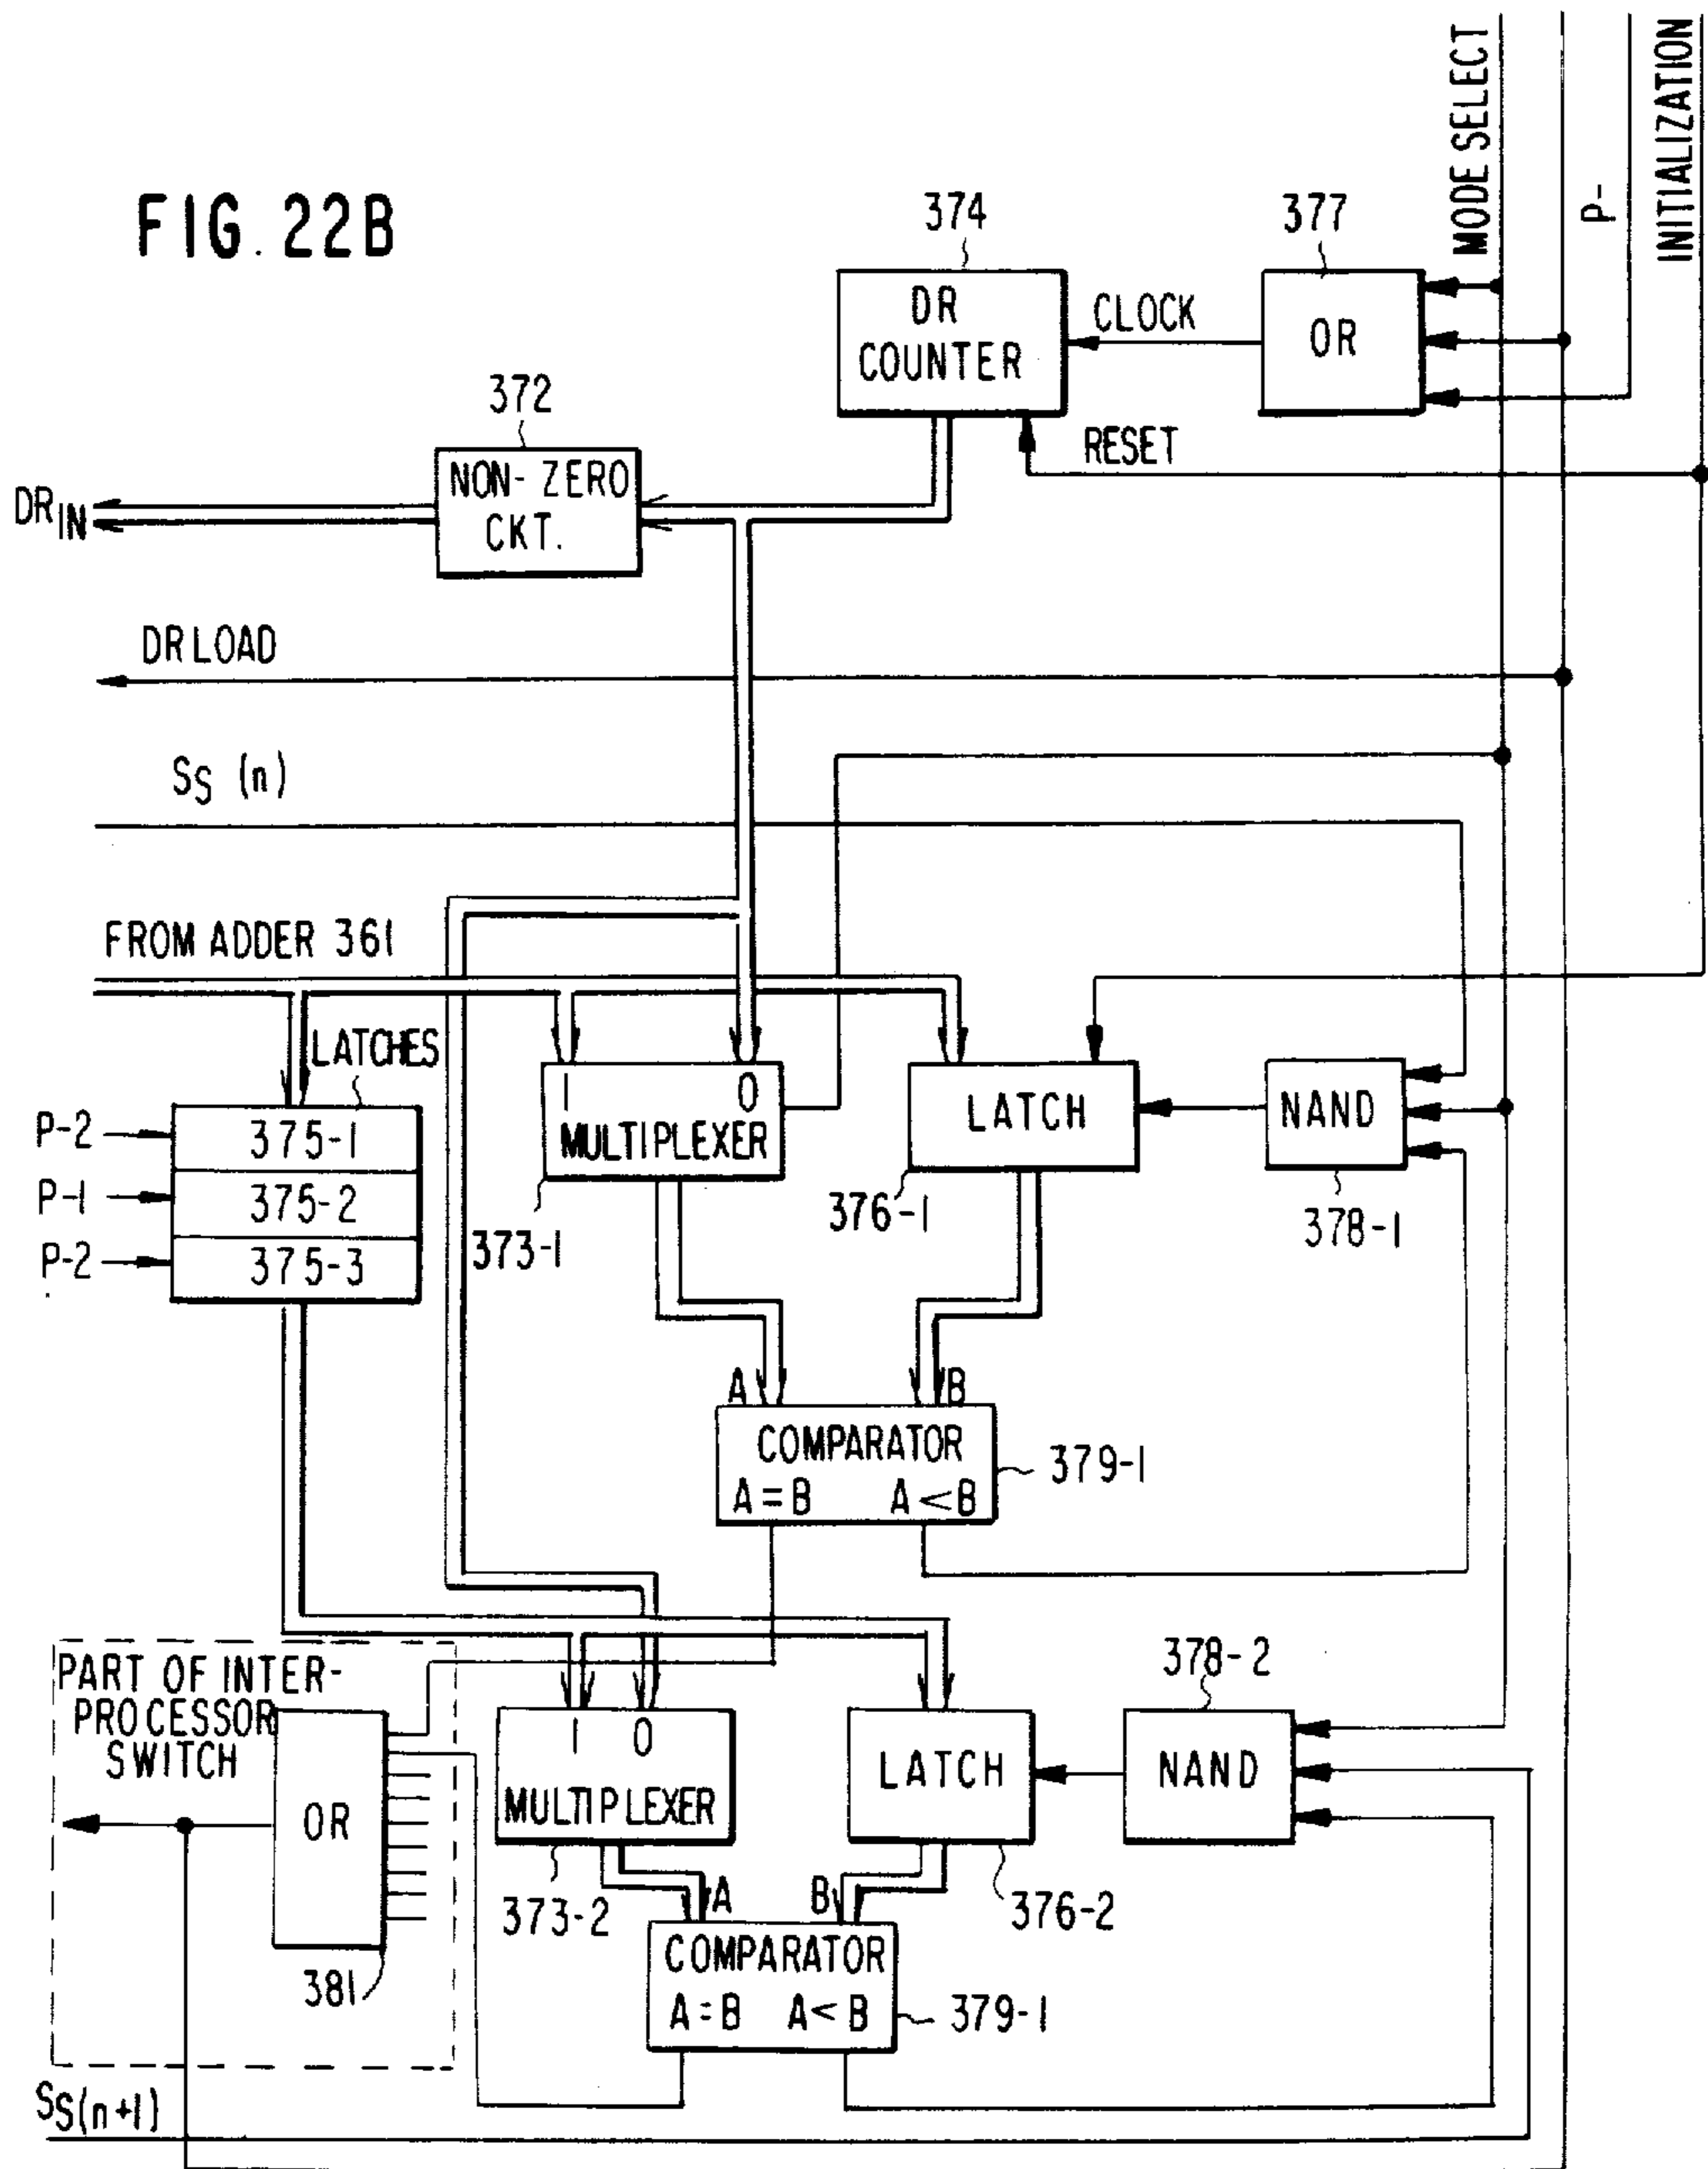 MODE SELECT
P-
INITIALIZATION
FIG. 22B
374
377
DR
COUNTER
CLOCK
OR
RESET
372
NON-ZERO
CKT.
DRIN
DR LOAD
SS (n)
FROM ADDER 361
LATCHES
P-2
375-1
P-1
375-2
P-2
375-3
1 0
MULTIPLEXER
373-1
LATCH
376-1
NAND
378-1
A B
COMPARATOR
A=B A<B
379-1
PART OF INTER-
PROCESSOR
SWITCH
OR
381
1 0
MULTIPLEXER
373-2
LATCH
376-2
378-2
NAND
A B
COMPARATOR
A=B A<B
379-1
SS(n+1)